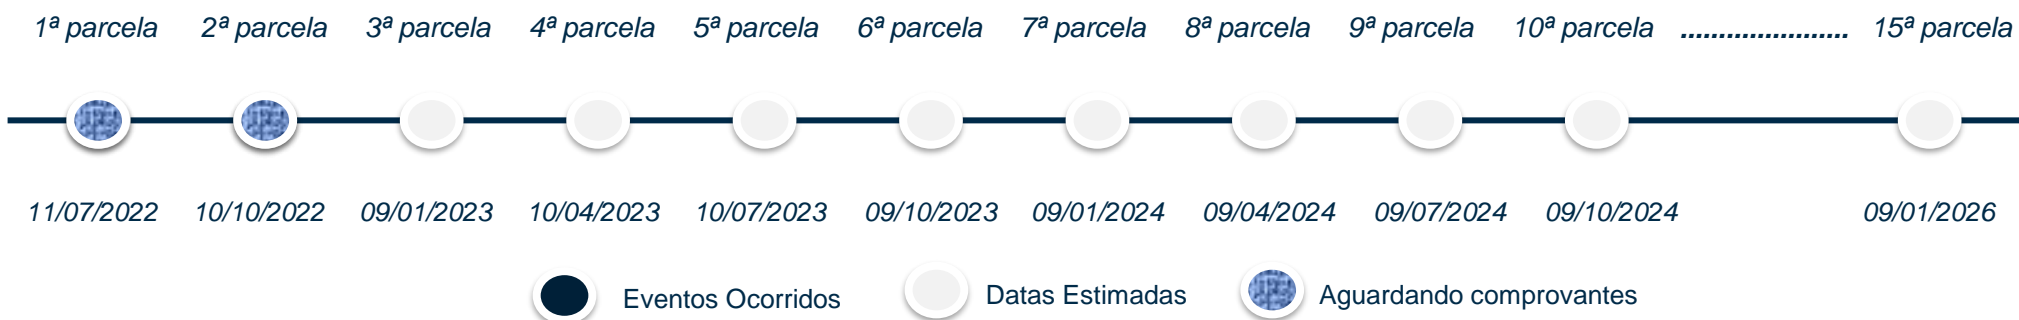 1ª parcela 2ª parcela 3ª parcela 4ª parcela 5ª parcela 6ª parcela 7ª parcela 8ª parcela 9ª parcela 10ª parcela ...................... 15ª parcela
11/07/2022 10/10/2022 09/01/2023 10/04/2023 10/07/2023 09/10/2023 09/01/2024 09/04/2024 09/07/2024 09/10/2024 09/01/2026
Eventos Ocorridos Datas Estimadas Aguardando comprovantes